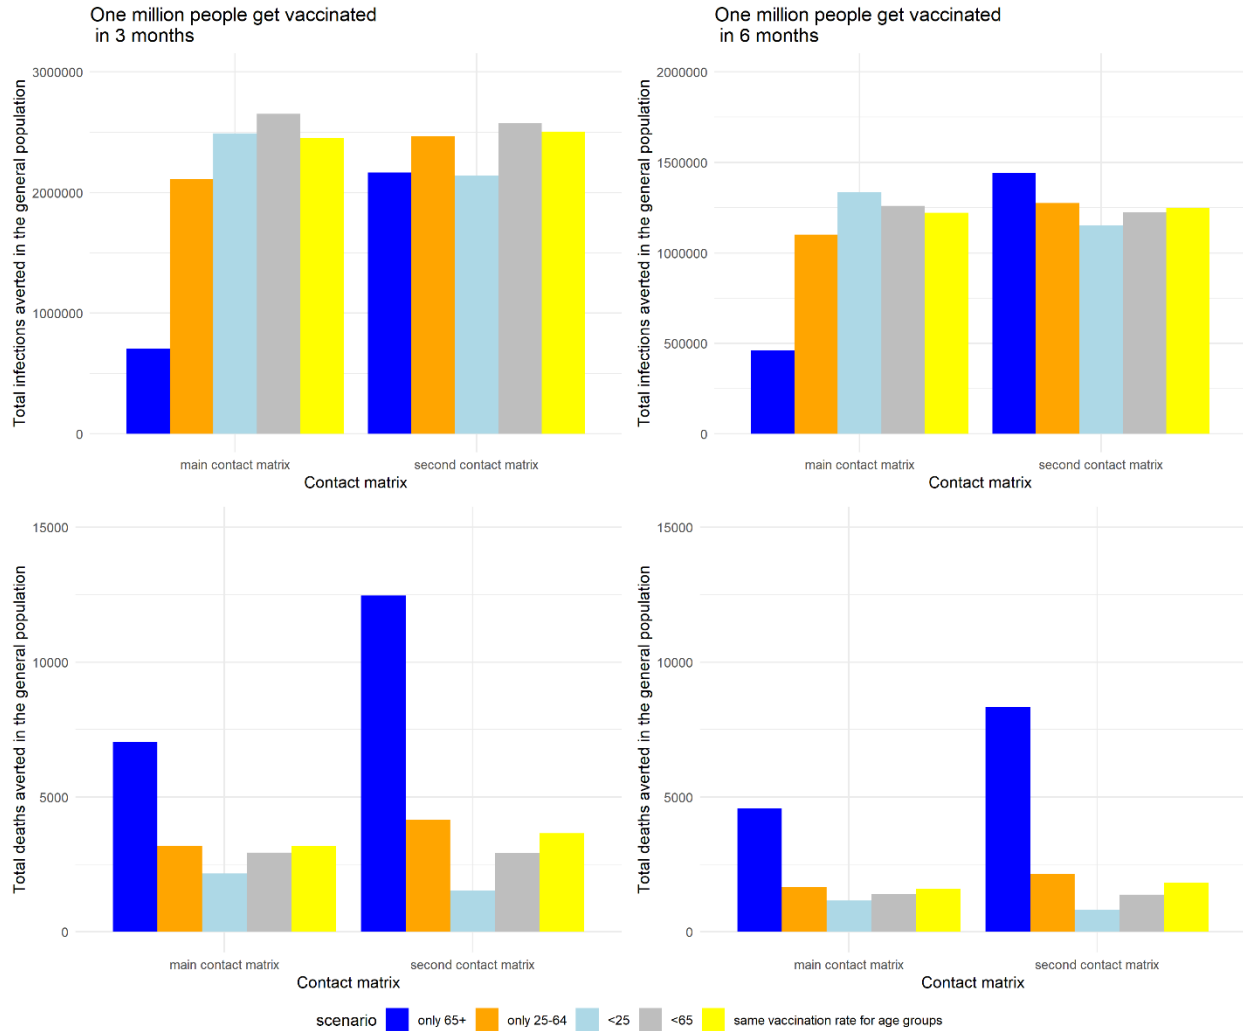 One million people get vaccinated
in 3 months
Total infections averted in the general population
3000000
2000000
1000000
0
main contact matrix
second contact matrix
Contact matrix
One million people get vaccinated
in 6 months
Total infections averted in the general population
2000000
1500000
1000000
500000
0
main contact matrix
second contact matrix
Contact matrix
Total deaths averted in the general population
15000
10000
5000
0
main contact matrix
second contact matrix
Contact matrix
Total deaths averted in the general population
15000
10000
5000
0
main contact matrix
second contact matrix
Contact matrix
scenario only 65+ only 25-64 <25 <65 same vaccination rate for age groups